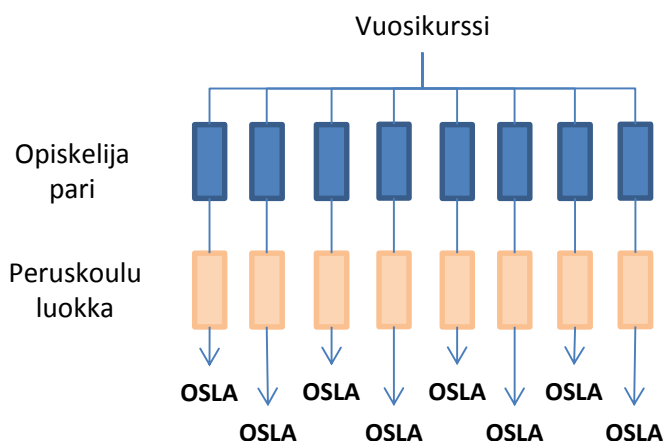 Vuosikurssi
Opiskelija
pari
Peruskoulu
luokka
OSLA OSLA OSLA OSLA
OSLA OSLA OSLA OSLA